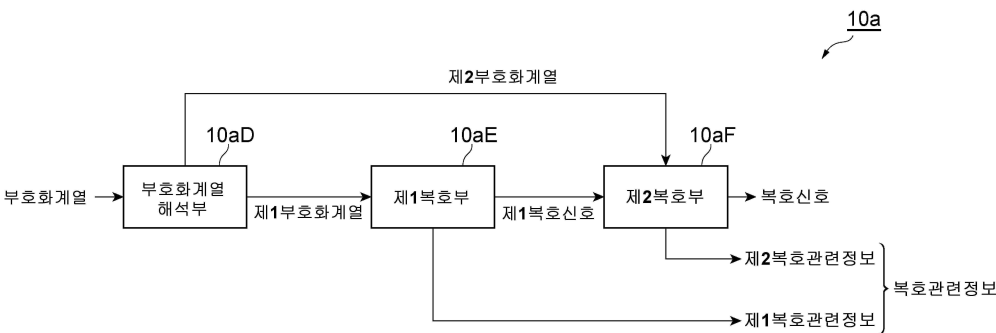 10a
제2부호화계열
10aD
10aE
10aF
부호화계열
부호화계열
해석부
제1부호화계열
제1복호부
제1복호신호
제2복호부
복호신호
제2복호관련정보
복호관련정보
제1복호관련정보